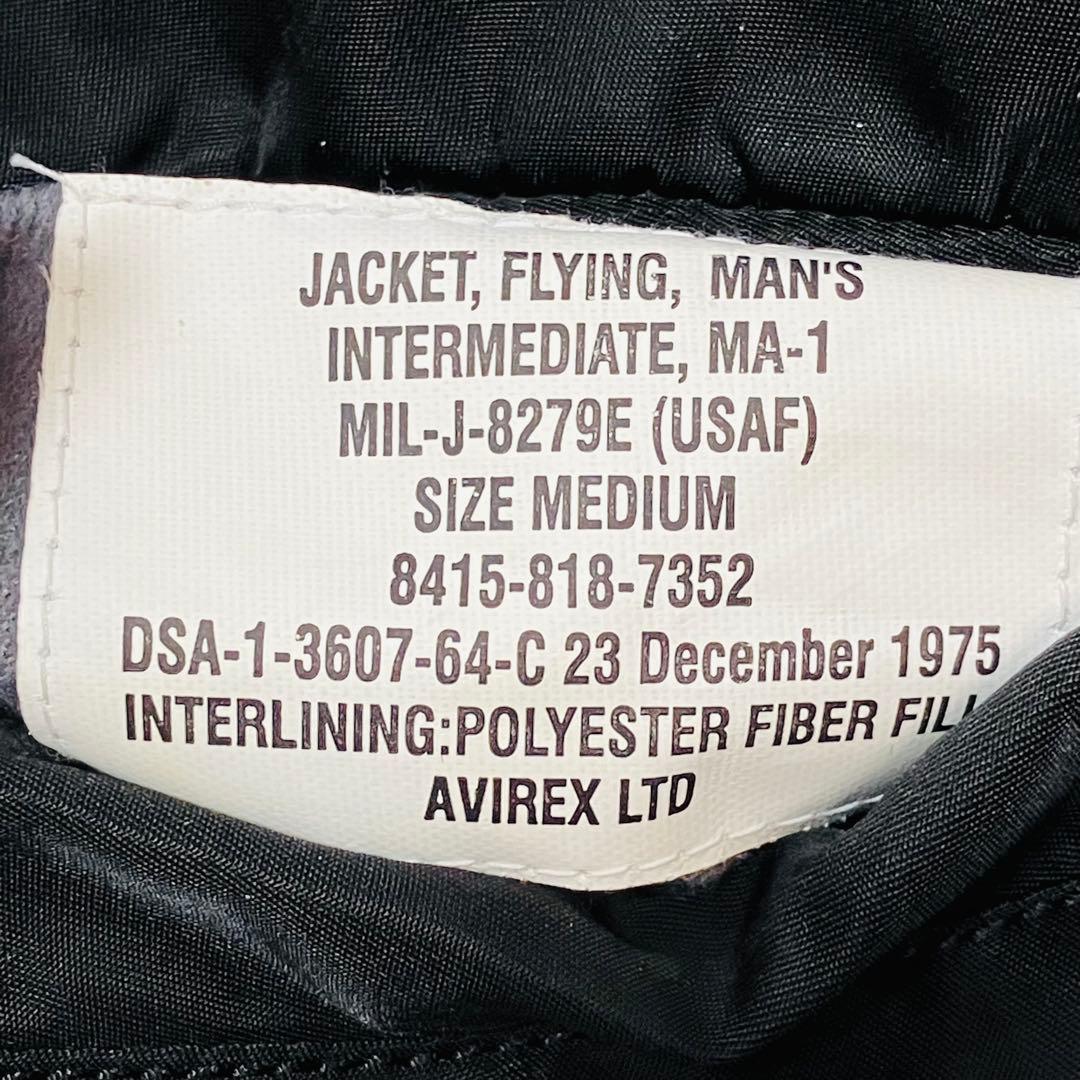 JACKET, FLYING, MAN'S
INTERMEDIATE, MA-1
MIL-J-8279E (USAF)
SIZE MEDIUM
8415-818-7352
DSA-1-3607-64-C 23 December 1975
INTERLINING:POLYESTER FIBER FILL
AVIREX LTD